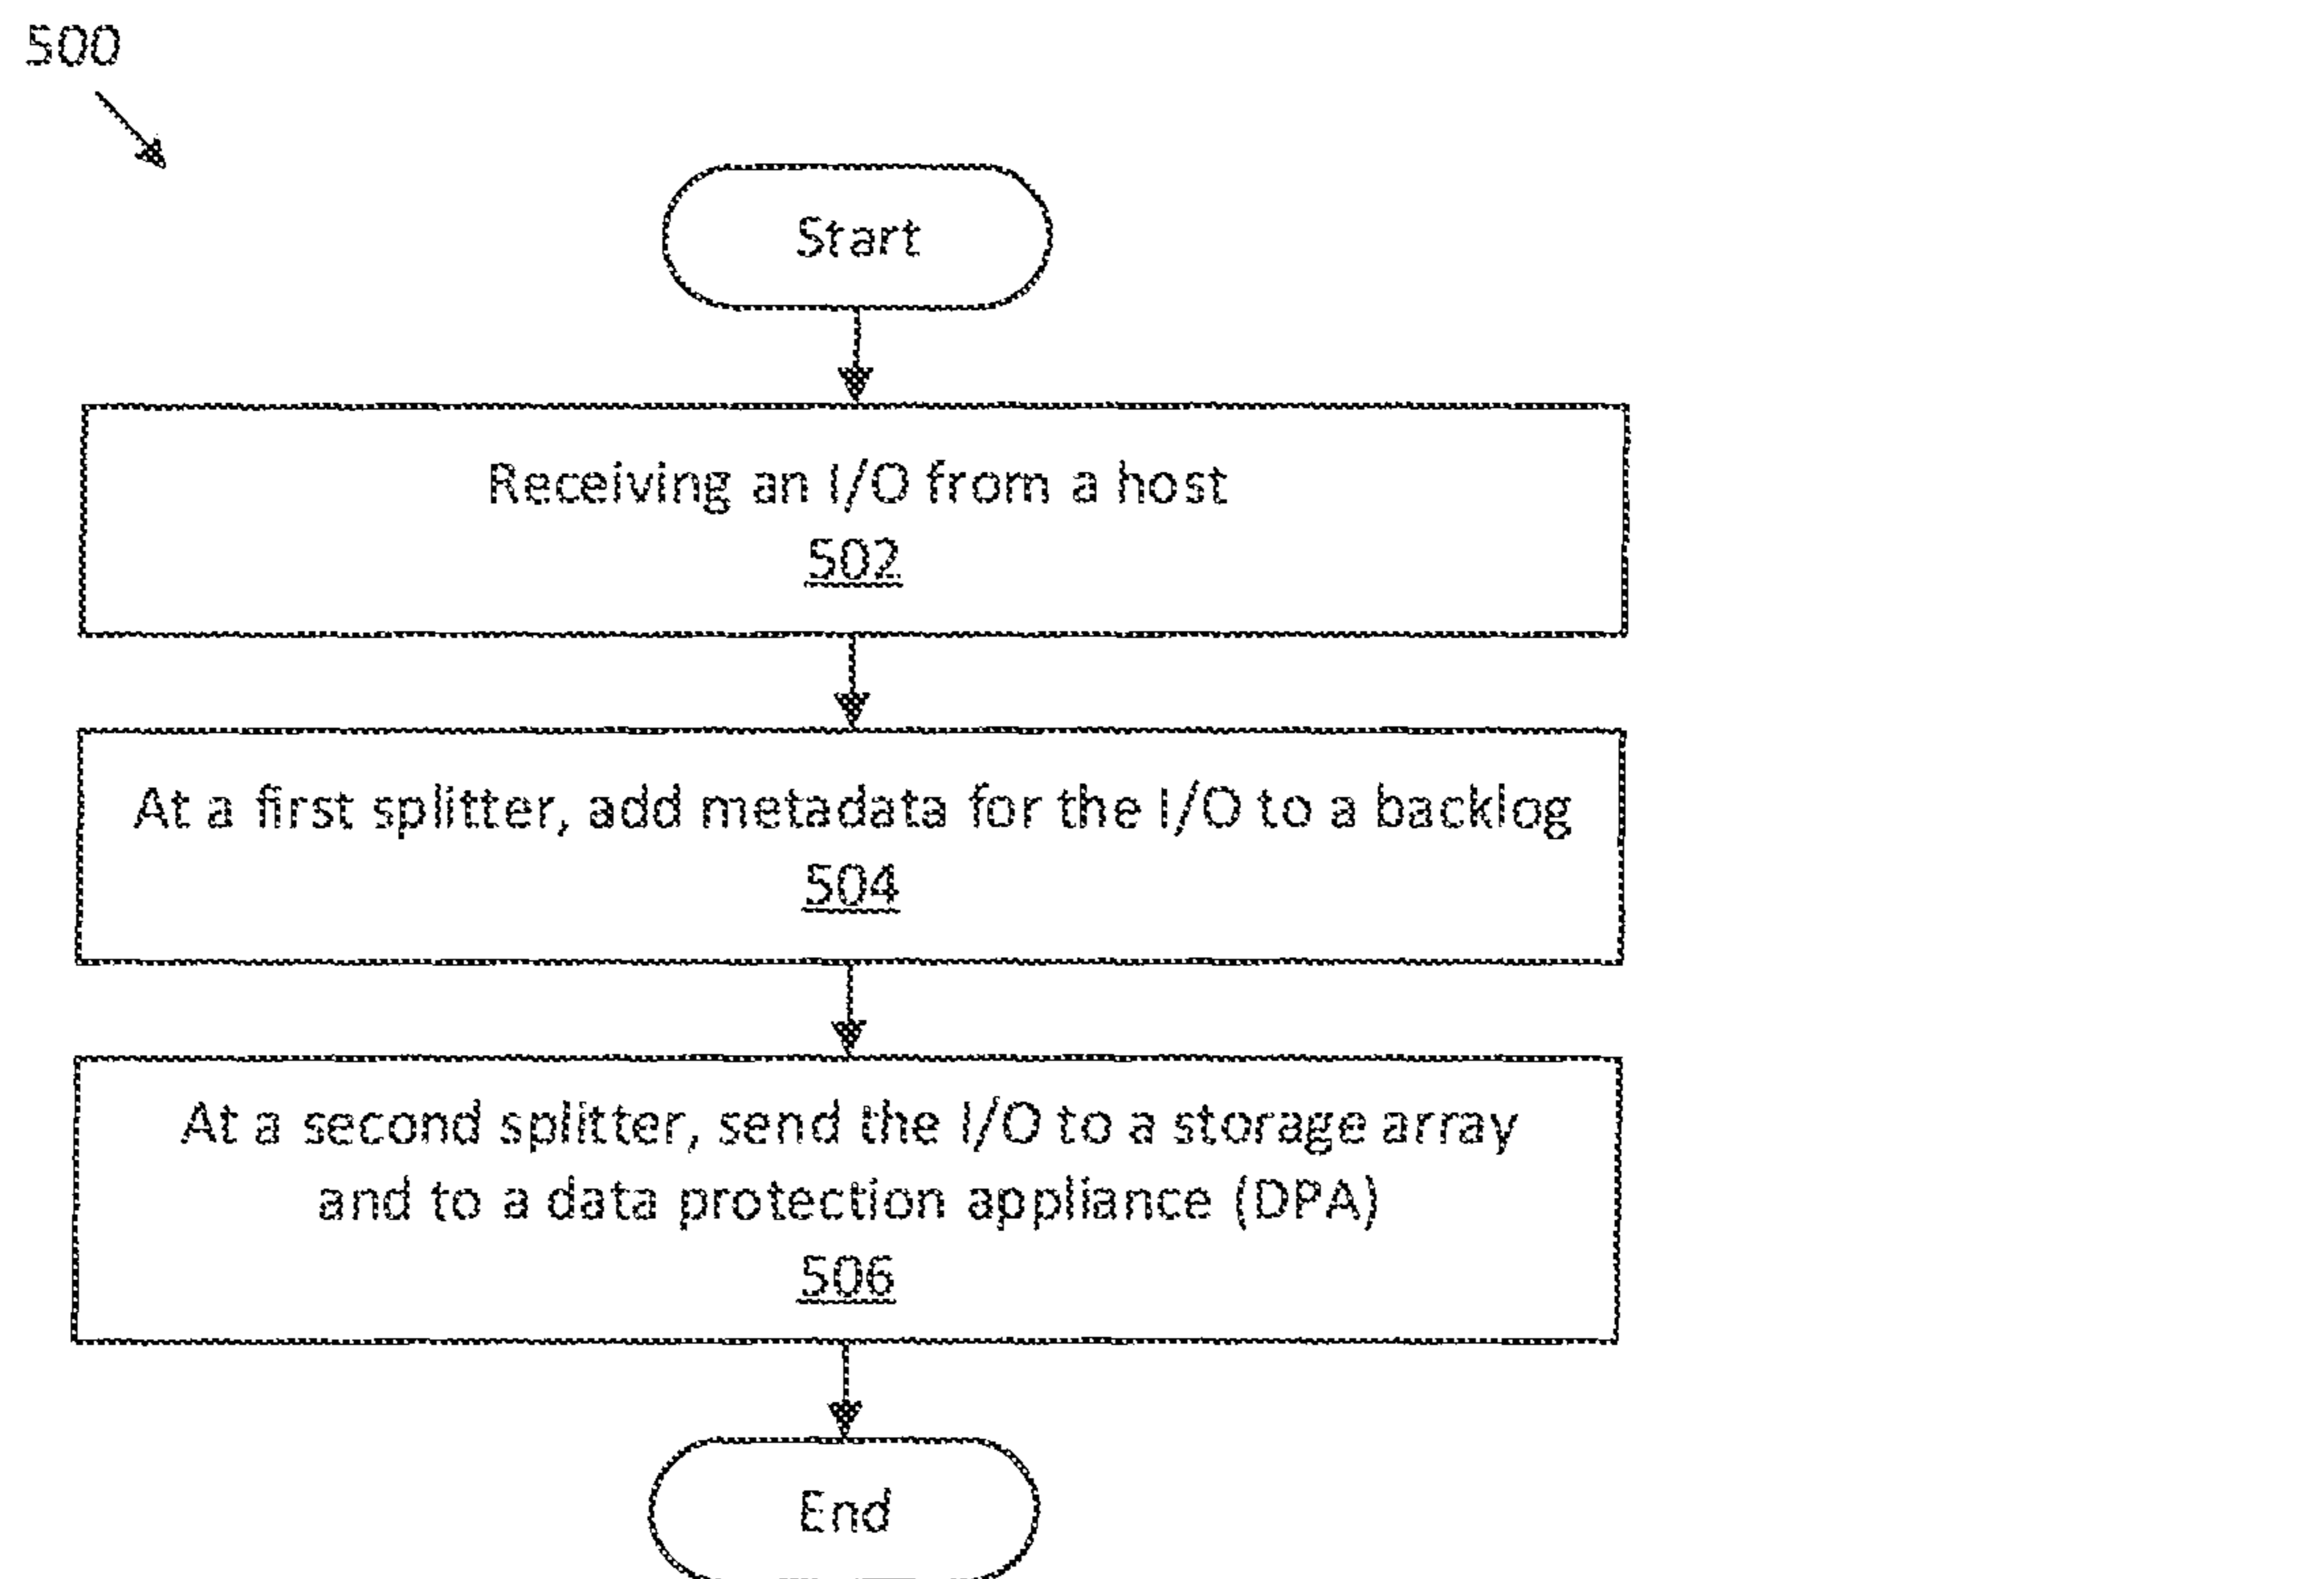 500
Start
Receiving an I/O from a host
502
At a first splitter, add metadata for the I/O to a backlog
504
At a second splitter, send the I/O to a storage array
and to a data protection appliance (DPA)
506
End